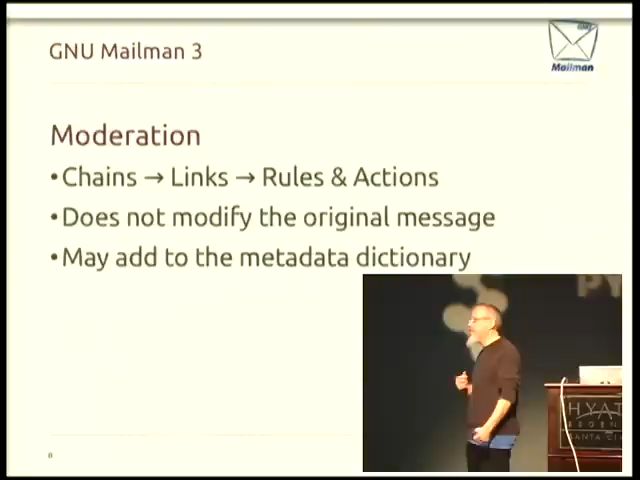 GNU Mailman 3
Mailman
Moderation
•Chains → Links → Rules & Actions
•Does not modify the original message
•May add to the metadata dictionary
8